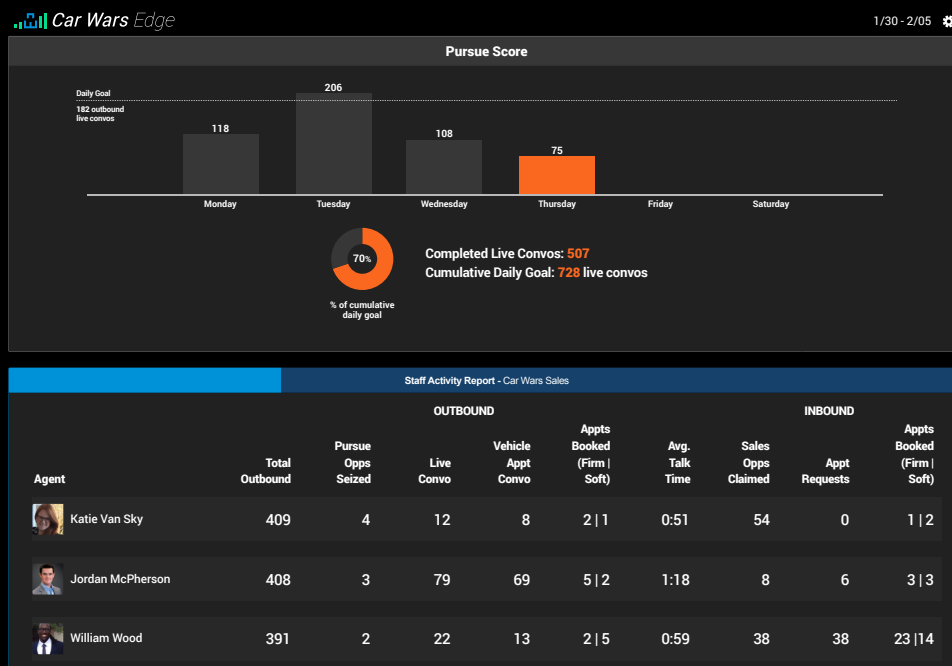 Car Wars Edge
1/30 - 2/05
Pursue Score
Daily Goal
182 outbound
live convos
118
206
108
75
Monday Tuesday Wednesday Thursday Friday Saturday
70%
% of cumulative
daily goal
Completed Live Convos: 507
Cumulative Daily Goal: 728 live convos
Staff Activity Report - Car Wars Sales
OUTBOUND INBOUND
Agent
Total
Outbound
Pursue
Opps
Seized
Live
Convo
Vehicle
Appt
Convo
Appts
Booked
(Firm |
Soft)
Avg.
Talk
Time
Sales
Opps
Claimed
Appt
Requests
Appts
Booked
(Firm |
Soft)
Katie Van Sky 409 4 12 8 2 | 1 0:51 54 0 1 | 2
Jordan McPherson 408 3 79 69 5 | 2 1:18 8 6 3 | 3
William Wood 391 2 22 13 2 | 5 0:59 38 38 23 |14